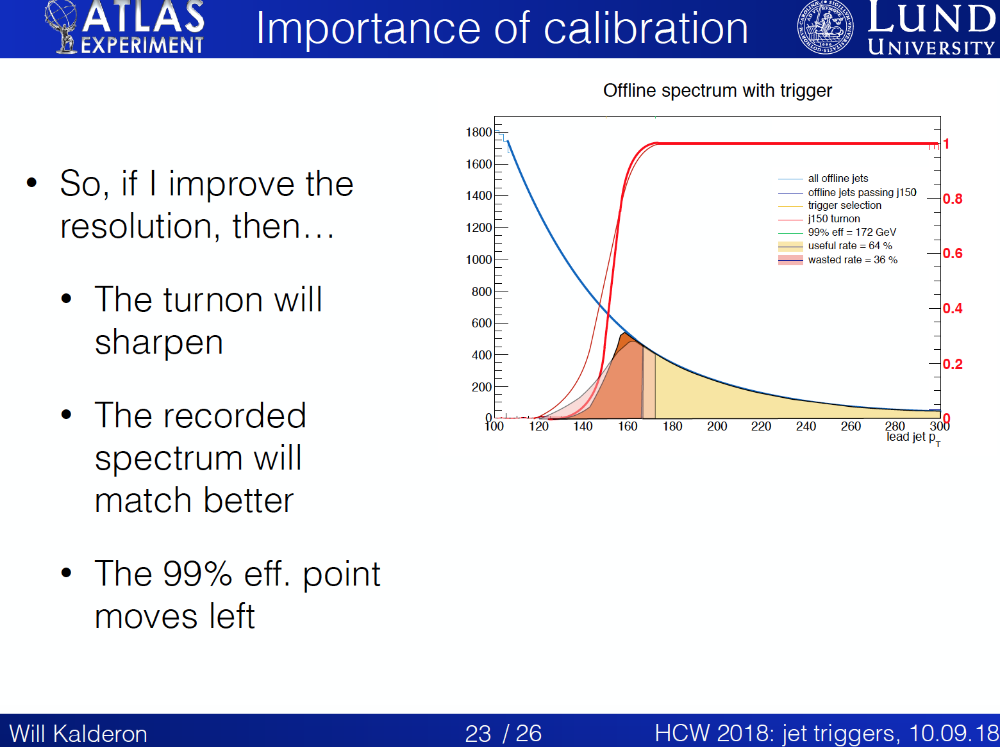 ATLAS
EXPERIMENT
Importance of calibration
LUND
UNIVERSITY
• So, if I improve the
resolution, then…
• The turnon will
sharpen
• The recorded
spectrum will
match better
• The 99% eff. point
moves left
Offline spectrum with trigger
1800
1600
1400
1200
1000
800
600
400
200
0
100 120 140 160 180 200 220 240 260 280 300
lead jet pT
1
0.8
0.6
0.4
0.2
0
all offline jets
offline jets passing j150
trigger selection
j150 turnon
99% eff = 172 GeV
useful rate = 64 %
wasted rate = 36 %
Will Kalderon
23 / 26
HCW 2018: jet triggers, 10.09.18